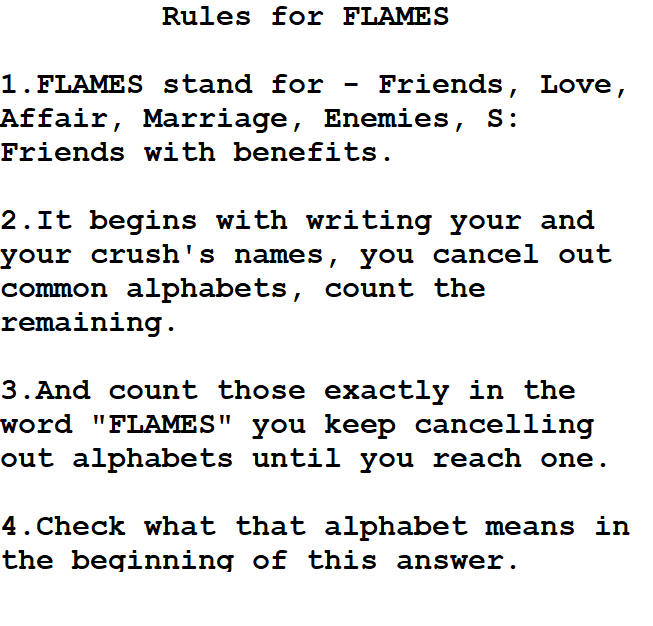 Rules for FLAMES
1.FLAMES stand for - Friends, Love,
Affair, Marriage, Enemies, S:
Friends with benefits.
2.It begins with writing your and
your crush's names, you cancel out
common alphabets, count the
remaining.
3.And count those exactly in the
word "FLAMES" you keep cancelling
out alphabets until you reach one.
4.Check what that alphabet means in
the beginning of this answer.